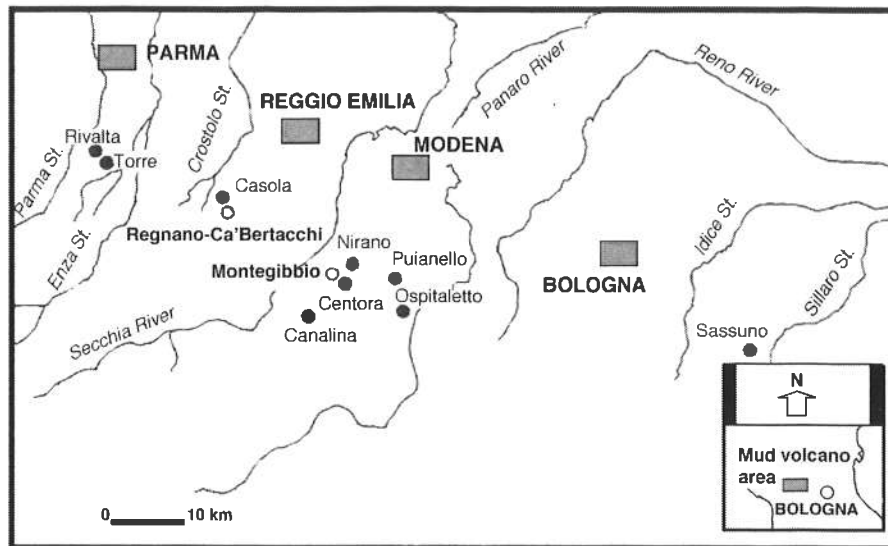 PARMA
REGGIO EMILIA
MODENA
BOLOGNA
Panaro River
Reno River
Rivalta
Torre
Parma St.
Enza St.
Crostolo St.
Casola
Regnano-Ca'Bertacchi
Nirano
Montegibbio
Puianello
Centora
Ospitaletto
Canalina
Secchia River
Idice St.
Sillaro St.
Sassuno
N
Mud volcano
area
BOLOGNA
0 10 km